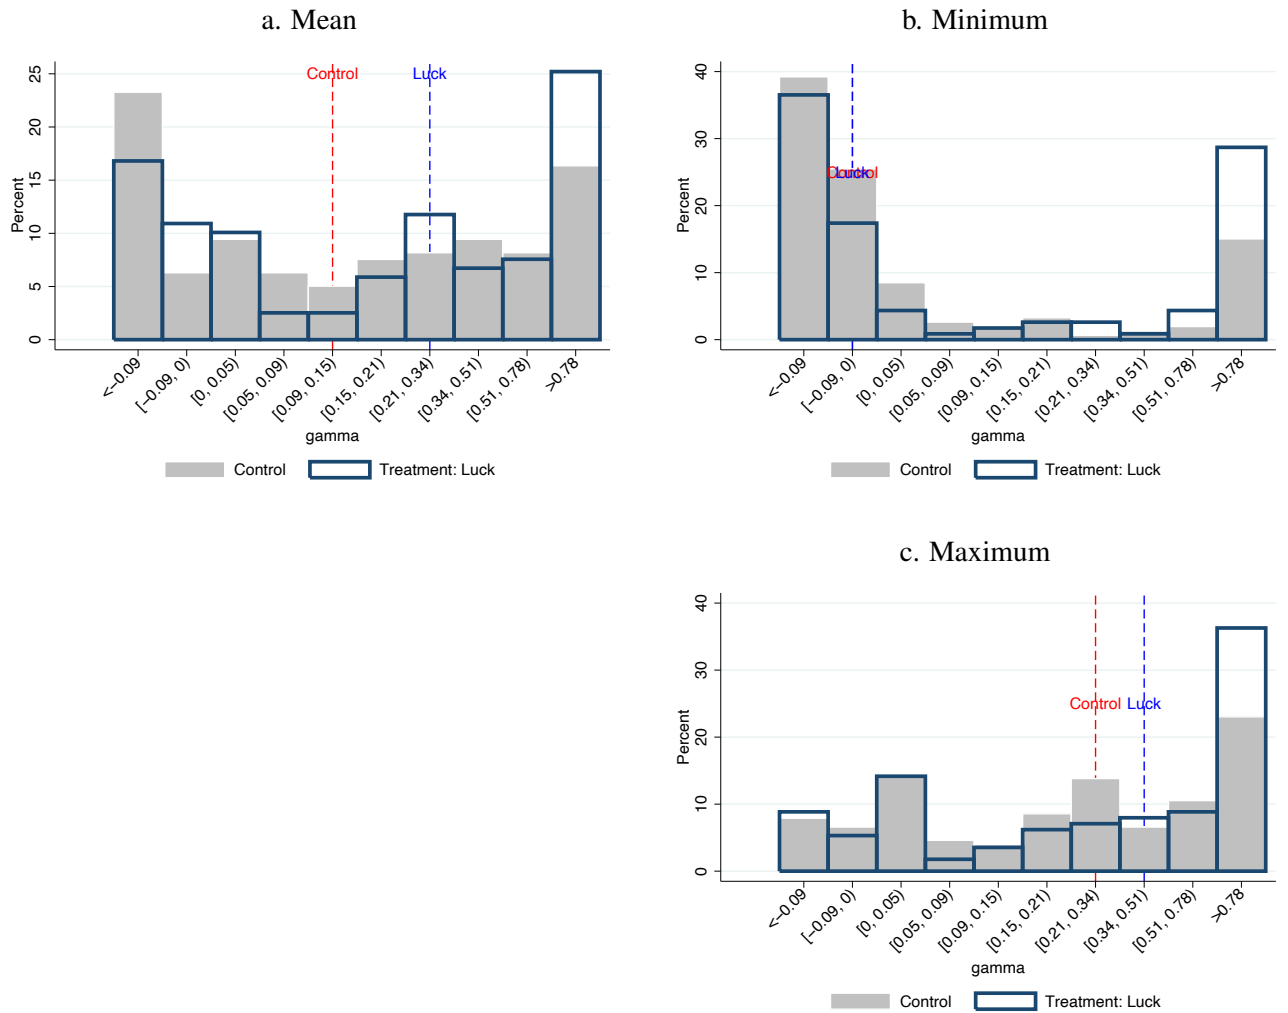 a. Mean
Percent
0
5
10
15
20
25
Control
Luck
<−0.09
[−0.09, 0)
[0, 0.05)
[0.05, 0.09)
[0.09, 0.15)
[0.15, 0.21)
[0.21, 0.34)
[0.34, 0.51)
[0.51, 0.78)
>0.78
gamma
Control
Treatment: Luck
b. Minimum
Percent
0
10
20
30
40
Control
Luck
<−0.09
[−0.09, 0)
[0, 0.05)
[0.05, 0.09)
[0.09, 0.15)
[0.15, 0.21)
[0.21, 0.34)
[0.34, 0.51)
[0.51, 0.78)
>0.78
gamma
Control
Treatment: Luck
c. Maximum
Percent
0
10
20
30
40
Control
Luck
<−0.09
[−0.09, 0)
[0, 0.05)
[0.05, 0.09)
[0.09, 0.15)
[0.15, 0.21)
[0.21, 0.34)
[0.34, 0.51)
[0.51, 0.78)
>0.78
gamma
Control
Treatment: Luck